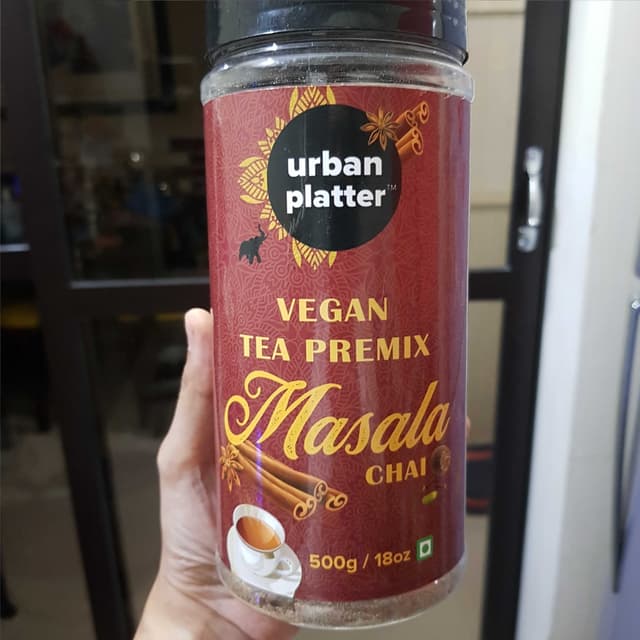 urban
platter™
VEGAN
TEA PREMIX
Masala
CHAI
500g / 18oz